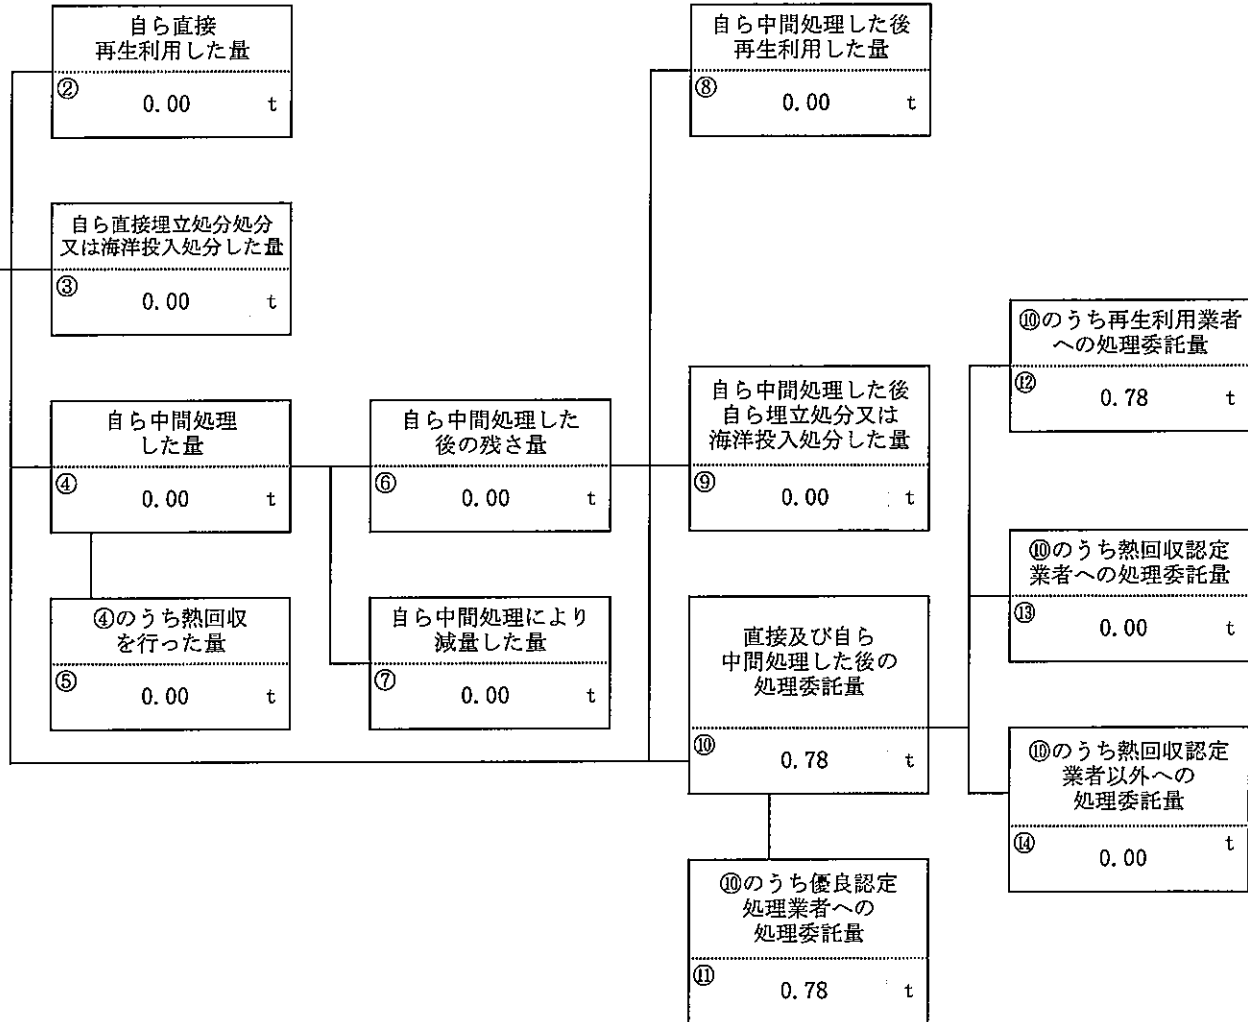 自ら直接
再生利用した量
② 0.00 t
自ら中間処理した後
再生利用した量
⑧ 0.00 t
自ら直接埋立処分処分
又は海洋投入処分した量
③ 0.00 t
⑩のうち再生利用業者
への処理委託量
⑫ 0.78 t
自ら中間処理
した量
④ 0.00 t
自ら中間処理した
後の残さ量
⑥ 0.00 t
自ら中間処理した後
自ら埋立処分又は
海洋投入処分した量
⑨ 0.00 t
⑩のうち熱回収認定
業者への処理委託量
⑬ 0.00 t
④のうち熱回収
を行った量
⑤ 0.00 t
自ら中間処理により
減量した量
⑦ 0.00 t
直接及び自ら
中間処理した後の
処理委託量
⑩ 0.78 t
⑩のうち熱回収認定
業者以外への
処理委託量
⑭ 0.00 t
⑩のうち優良認定
処理業者への
処理委託量
⑪ 0.78 t